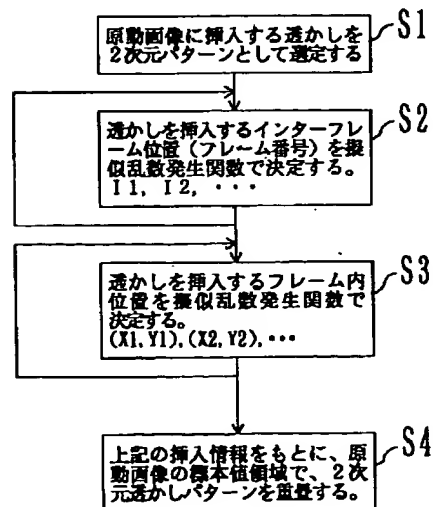 S1
原動画像に挿入する透かしを
2次元パターンとして選定する
S2
透かしを挿入するインターフレ
ーム位置(フレーム番号)を擬
似乱数発生関数で決定する。
I1, I2, ・・・
S3
透かしを挿入するフレーム内
位置を擬似乱数発生関数で
決定する。
(X1,Y1),(X2,Y2),・・・
S4
上記の挿入情報をもとに、原
動画像の標本値領域で、2次
元透かしパターンを重畳する。